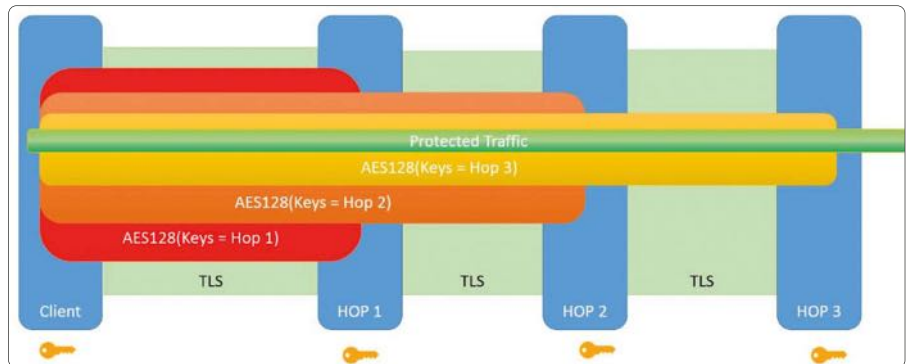 Protected Traffic
AES128(Keys = Hop 3)
AES128(Keys = Hop 2)
AES128(Keys = Hop 1)
TLS
TLS
TLS
Client
HOP 1
HOP 2
HOP 3